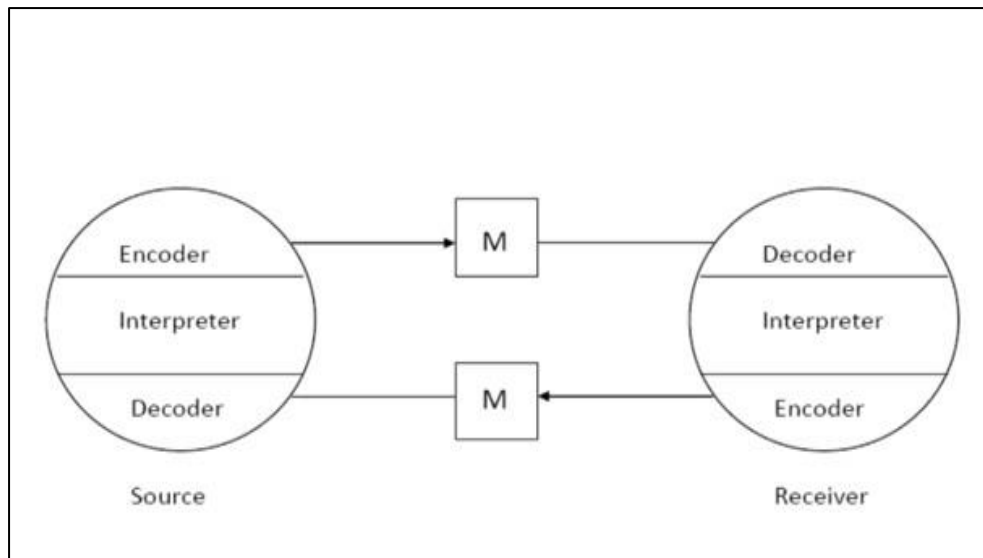 Encoder
Interpreter
Decoder
Source
M
M
Decoder
Interpreter
Encoder
Receiver